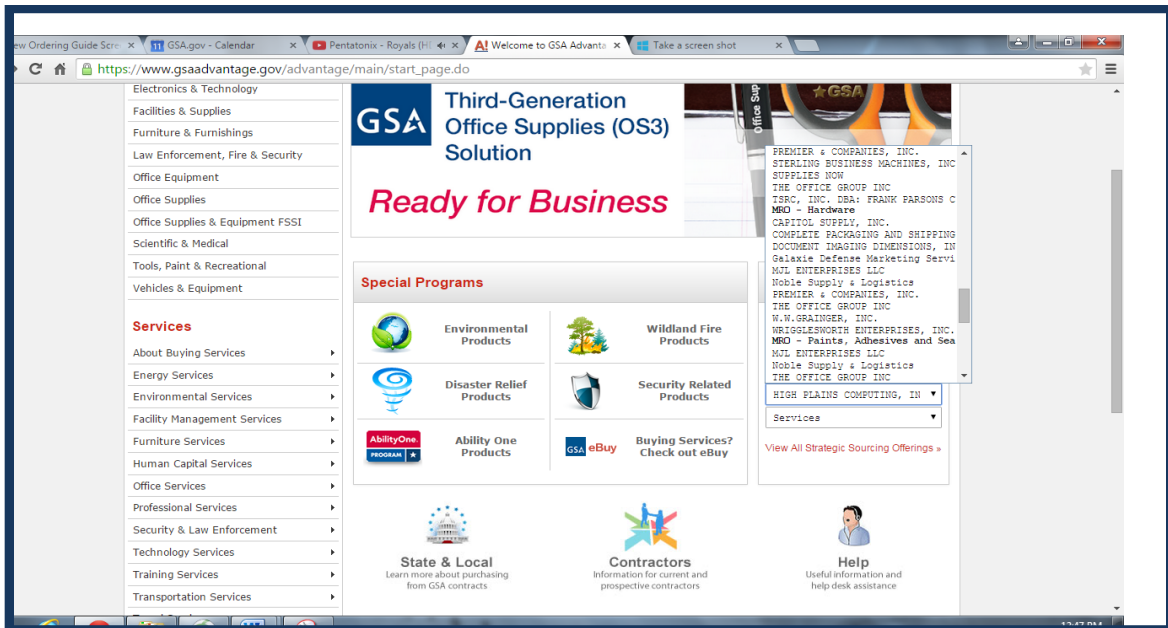 ew Ordering Guide Scre
GSA.gov - Calendar
Pentatonix - Royals (H
Welcome to GSA Advanta
Take a screen shot
https://www.gsaadvantage.gov/advantage/main/start_page.do
Electronics & Technology
Facilities & Supplies
Furniture & Furnishings
Law Enforcement, Fire & Security
Office Equipment
Office Supplies
Office Supplies & Equipment FSSI
Scientific & Medical
Tools, Paint & Recreational
Vehicles & Equipment
Services
About Buying Services
Energy Services
Environmental Services
Facility Management Services
Furniture Services
Human Capital Services
Office Services
Professional Services
Security & Law Enforcement
Technology Services
Training Services
Transportation Services
GSA
Third-Generation
Office Supplies (OS3)
Solution
Ready for Business
Office Sup
GSA
Special Programs
Environmental
Products
Wildland Fire
Products
Disaster Relief
Products
Security Related
Products
AbilityOne.
PROGRAM
Ability One
Products
GSA eBuy
Buying Services?
Check out eBuy
PREMIER & COMPANIES, INC.
STERLING BUSINESS MACHINES, INC
SUPPLIES NOW
THE OFFICE GROUP INC
TSRC, INC. DBA: FRANK PARSONS C
MRO - Hardware
CAPITOL SUPPLY, INC.
COMPLETE PACKAGING AND SHIPPING
DOCUMENT IMAGING DIMENSIONS, IN
Galaxie Defense Marketing Servi
MJL ENTERPRISES LLC
Noble Supply & Logistics
PREMIER & COMPANIES, INC.
THE OFFICE GROUP INC
W.W.GRAINGER, INC.
WRIGGLESWORTH ENTERPRISES, INC.
MRO - Paints, Adhesives and Sea
MJL ENTERPRISES LLC
Noble Supply & Logistics
THE OFFICE GROUP INC
HIGH PLAINS COMPUTING, IN
Services
View All Strategic Sourcing Offerings »
State & Local
Learn more about purchasing
from GSA contracts
Contractors
Information for current and
prospective contractors
Help
Useful information and
help desk assistance
12:47 PM